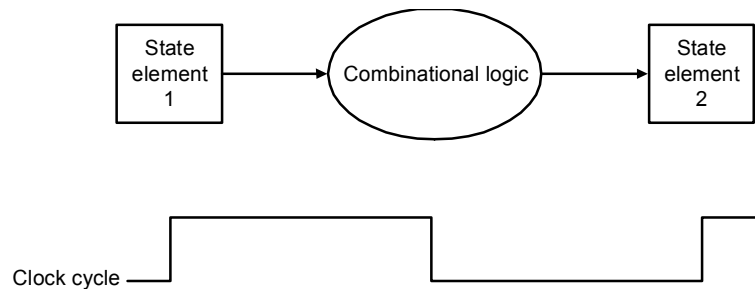 State
element
1
Combinational logic
State
element
2
Clock cycle